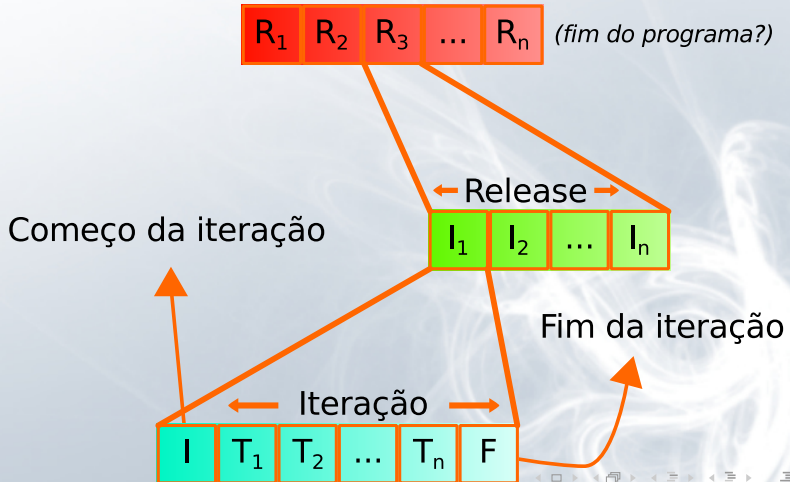 R₁ R₂ R₃ ... Rₙ (fim do programa?)
Release
I₁ I₂ ... Iₙ
Começo da iteração
Fim da iteração
Iteração
I T₁ T₂ ... Tₙ F